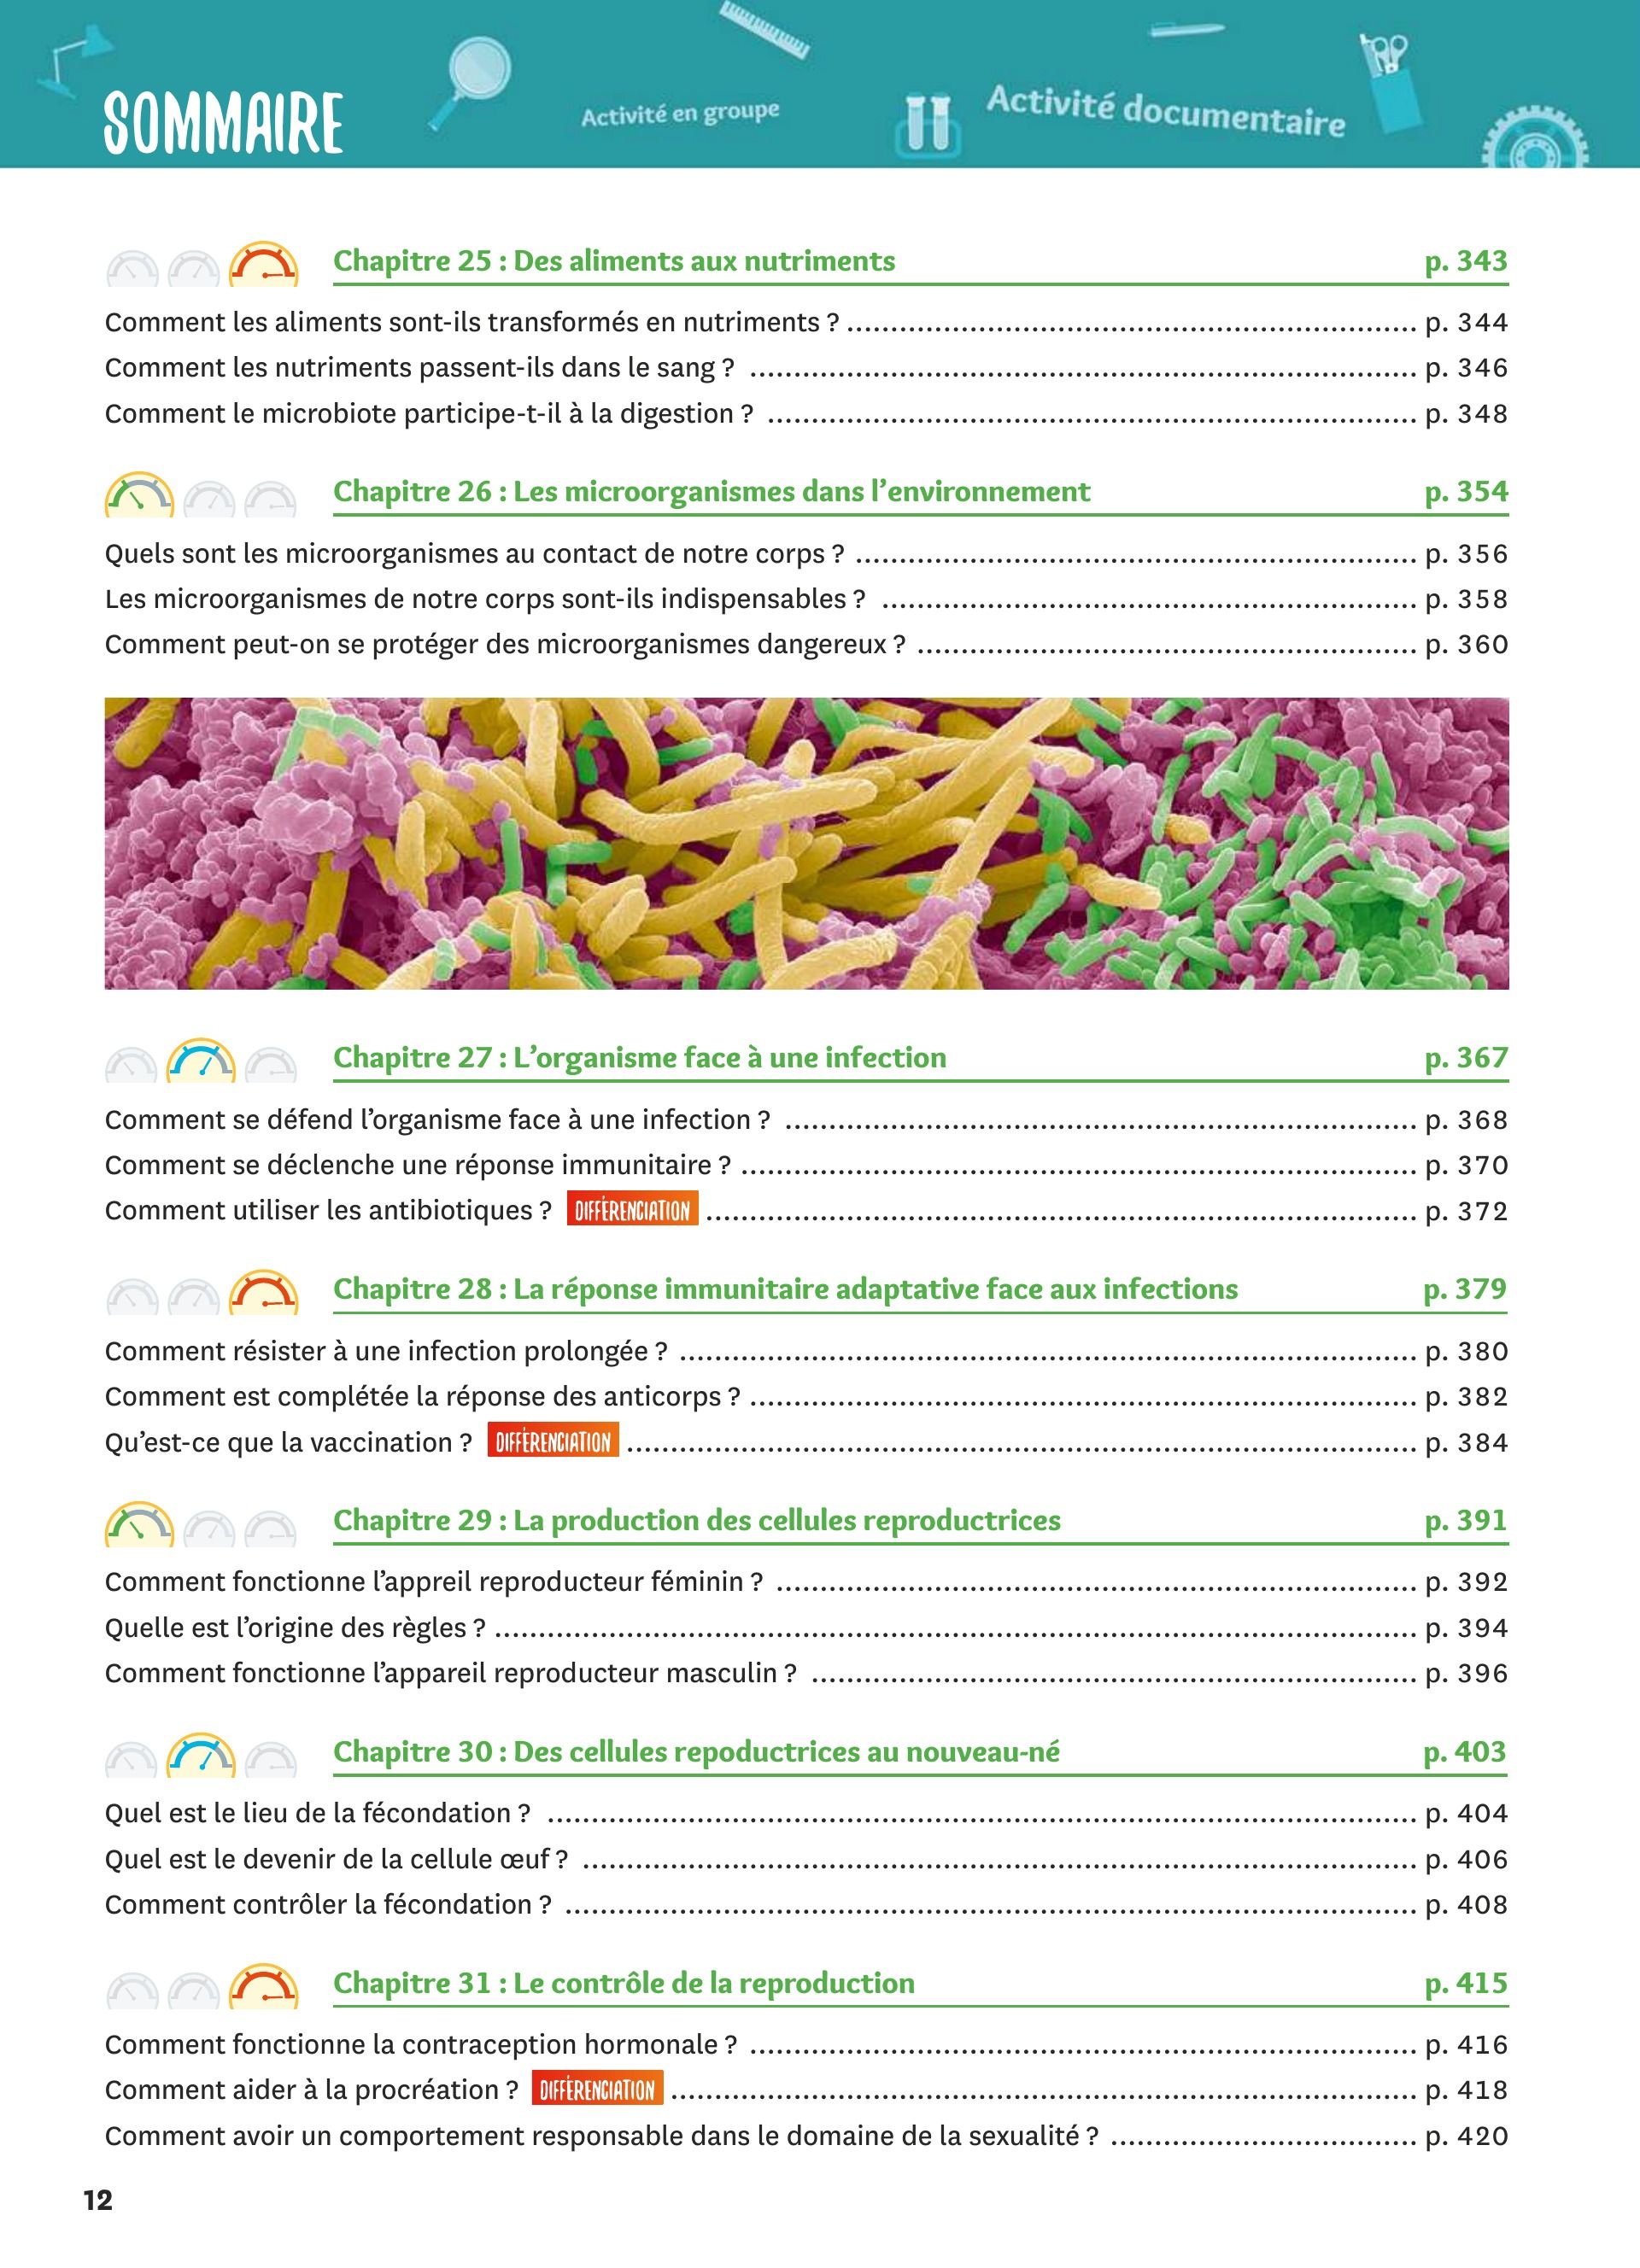 SOMMAIRE
Activité en groupe
Activité documentaire
Chapitre 25 : Des aliments aux nutriments p. 343
Comment les aliments sont-ils transformés en nutriments ? p. 344
Comment les nutriments passent-ils dans le sang ? p. 346
Comment le microbiote participe-t-il à la digestion ? p. 348
Chapitre 26 : Les microorganismes dans l’environnement p. 354
Quels sont les microorganismes au contact de notre corps ? p. 356
Les microorganismes de notre corps sont-ils indispensables ? p. 358
Comment peut-on se protéger des microorganismes dangereux ? p. 360
Chapitre 27 : L’organisme face à une infection p. 367
Comment se défend l’organisme face à une infection ? p. 368
Comment se déclenche une réponse immunitaire ? p. 370
Comment utiliser les antibiotiques ? DIFFÉRENCIATION p. 372
Chapitre 28 : La réponse immunitaire adaptative face aux infections p. 379
Comment résister à une infection prolongée ? p. 380
Comment est complétée la réponse des anticorps ? p. 382
Qu’est-ce que la vaccination ? DIFFÉRENCIATION p. 384
Chapitre 29 : La production des cellules reproductrices p. 391
Comment fonctionne l’appreil reproducteur féminin ? p. 392
Quelle est l’origine des règles ? p. 394
Comment fonctionne l’appareil reproducteur masculin ? p. 396
Chapitre 30 : Des cellules repoductrices au nouveau-né p. 403
Quel est le lieu de la fécondation ? p. 404
Quel est le devenir de la cellule œuf ? p. 406
Comment contrôler la fécondation ? p. 408
Chapitre 31 : Le contrôle de la reproduction p. 415
Comment fonctionne la contraception hormonale ? p. 416
Comment aider à la procréation ? DIFFÉRENCIATION p. 418
Comment avoir un comportement responsable dans le domaine de la sexualité ? p. 420
12